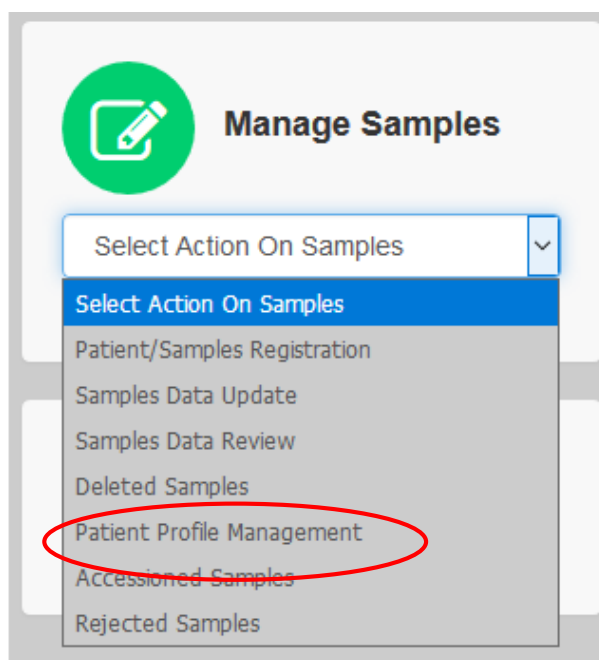 Manage Samples
Select Action On Samples
Select Action On Samples
Patient/Samples Registration
Samples Data Update
Samples Data Review
Deleted Samples
Patient Profile Management
Accessioned Samples
Rejected Samples